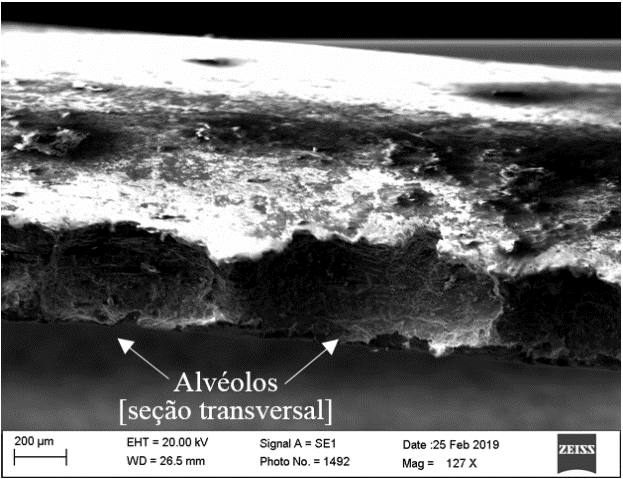 Alvéolos
[seção transversal]
200 µm
EHT = 20.00 kV
Signal A = SE1
Date :25 Feb 2019
WD = 26.5 mm
Photo No. = 1492
Mag = 127 X
ZEISS